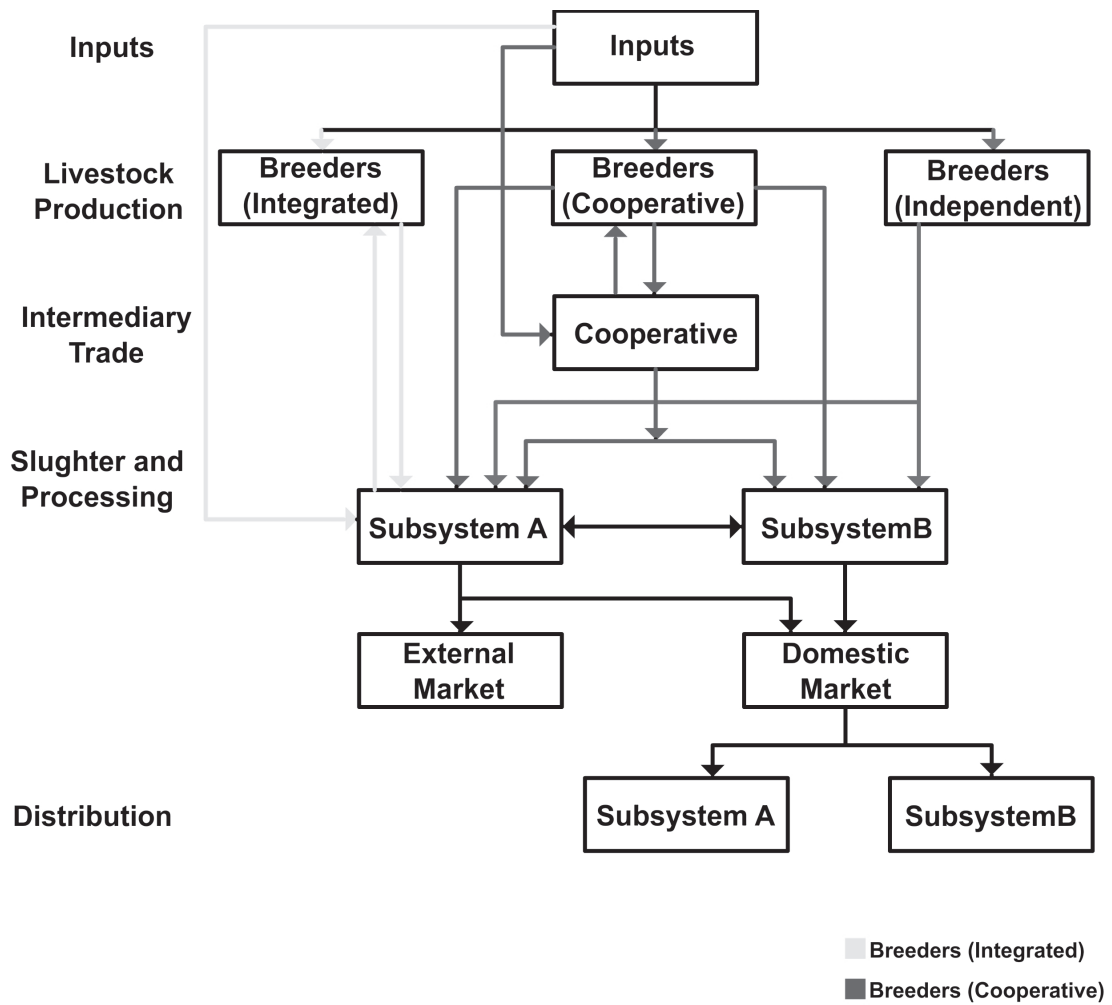 Inputs
Inputs
Livestock
Production
Breeders
(Integrated)
Breeders
(Cooperative)
Breeders
(Independent)
Intermediary
Trade
Cooperative
Slughter and
Processing
Subsystem A
SubsystemB
External
Market
Domestic
Market
Distribution
Subsystem A
SubsystemB
Breeders (Integrated)
Breeders (Cooperative)